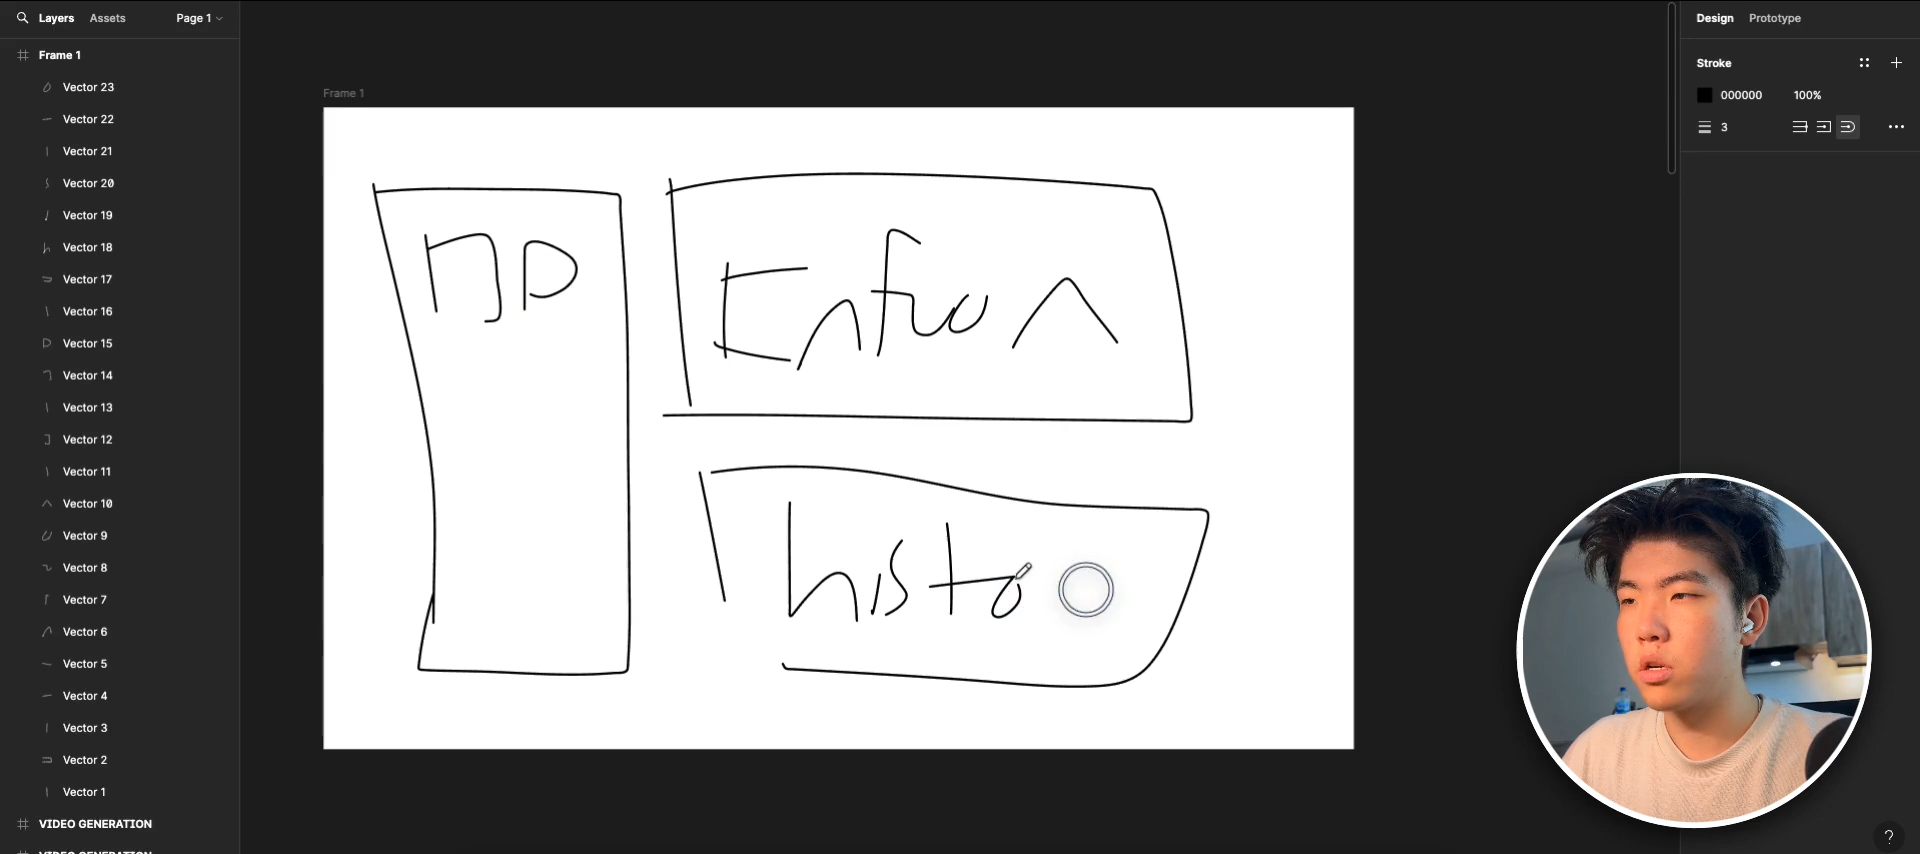 Layers Assets Page 1
Frame 1
Vector 23
Vector 22
Vector 21
Vector 20
Vector 19
Vector 18
Vector 17
Vector 16
Vector 15
Vector 14
Vector 13
Vector 12
Vector 11
Vector 10
Vector 9
Vector 8
Vector 7
Vector 6
Vector 5
Vector 4
Vector 3
Vector 2
Vector 1
VIDEO GENERATION
VIDEO GENERATION
Frame 1
histo
Design Prototype
Stroke
000000 100%
3
?